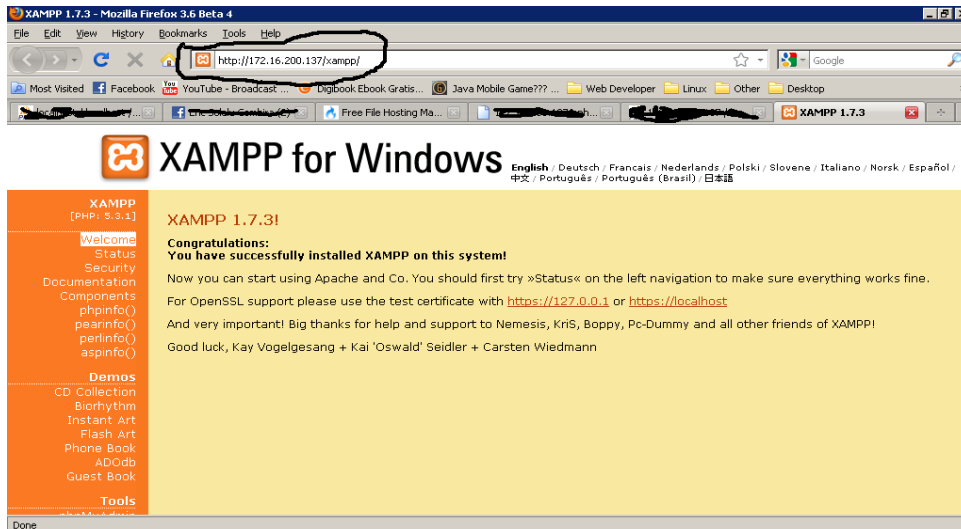 XAMPP 1.7.3 - Mozilla Firefox 3.6 Beta 4
File Edit View History Bookmarks Tools Help
http://172.16.200.137/xampp/
Google
Most Visited Facebook YouTube - Broadcast ... Digibook Ebook Gratis... Java Mobile Game??? ... Web Developer Linux Other Desktop
Free File Hosting Ma... XAMPP 1.7.3
XAMPP for Windows
English / Deutsch / Francais / Nederlands / Polski / Slovene / Italiano / Norsk / Español /
中文 / Português / Português (Brasil) / 日本語
XAMPP
[PHP: 5.3.1]
Welcome
Status
Security
Documentation
Components
phpinfo()
pearinfo()
perlinfo()
aspinfo()
Demos
CD Collection
Biorhythm
Instant Art
Flash Art
Phone Book
ADOdb
Guest Book
Tools
phpMyAdmin
XAMPP 1.7.3!
Congratulations:
You have successfully installed XAMPP on this system!
Now you can start using Apache and Co. You should first try »Status« on the left navigation to make sure everything works fine.
For OpenSSL support please use the test certificate with https://127.0.0.1 or https://localhost
And very important! Big thanks for help and support to Nemesis, KriS, Boppy, Pc-Dummy and all other friends of XAMPP!
Good luck, Kay Vogelgesang + Kai 'Oswald' Seidler + Carsten Wiedmann
Done